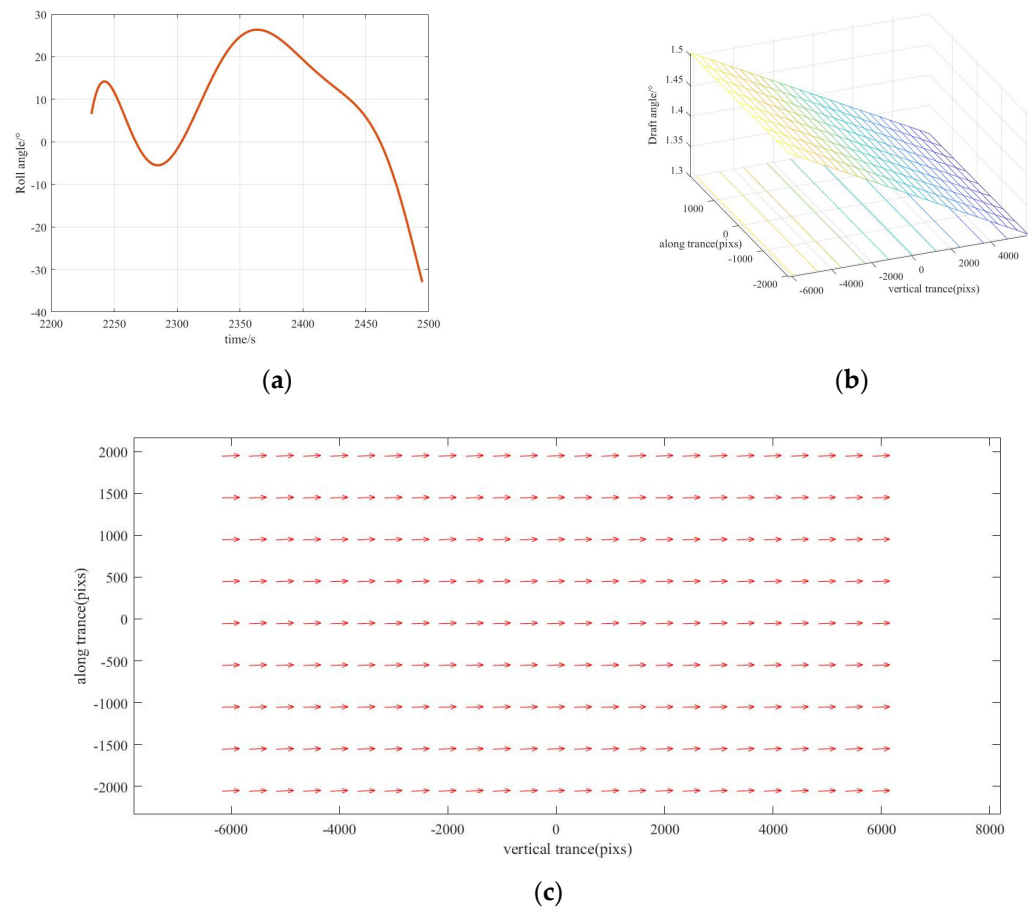 30
20
10
0
-10
-20
-30
-40
Roll angle/°
2200 2250 2300 2350 2400 2450 2500
time/s
(a)
1.5
1.45
1.4
1.35
1.3
Draft angle/°
1000
0
-1000
-2000
along trance(pixs)
-6000 -4000 -2000 0 2000 4000
vertical trance(pixs)
(b)
2000
1500
1000
500
0
-500
-1000
-1500
-2000
along trance(pixs)
-6000 -4000 -2000 0 2000 4000 6000 8000
vertical trance(pixs)
(c)